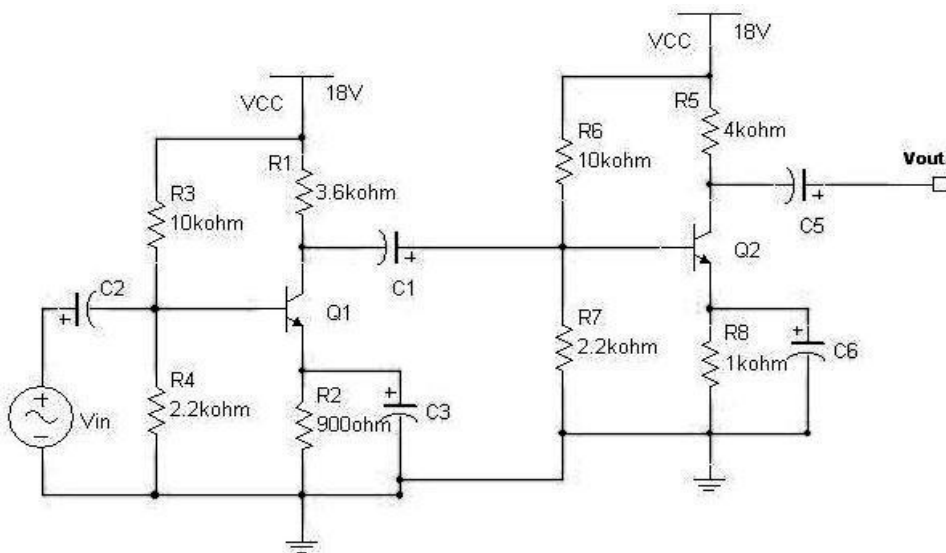 VCC
18V
R5
4kohm
R6
10kohm
Vout
C5
Q2
R7
2.2kohm
R8
1kohm
+
C6
+
VCC
18V
R1
3.6kohm
R3
10kohm
C1
+
C2
+
Q1
R4
2.2kohm
R2
900ohm
+
C3
+
Vin
−